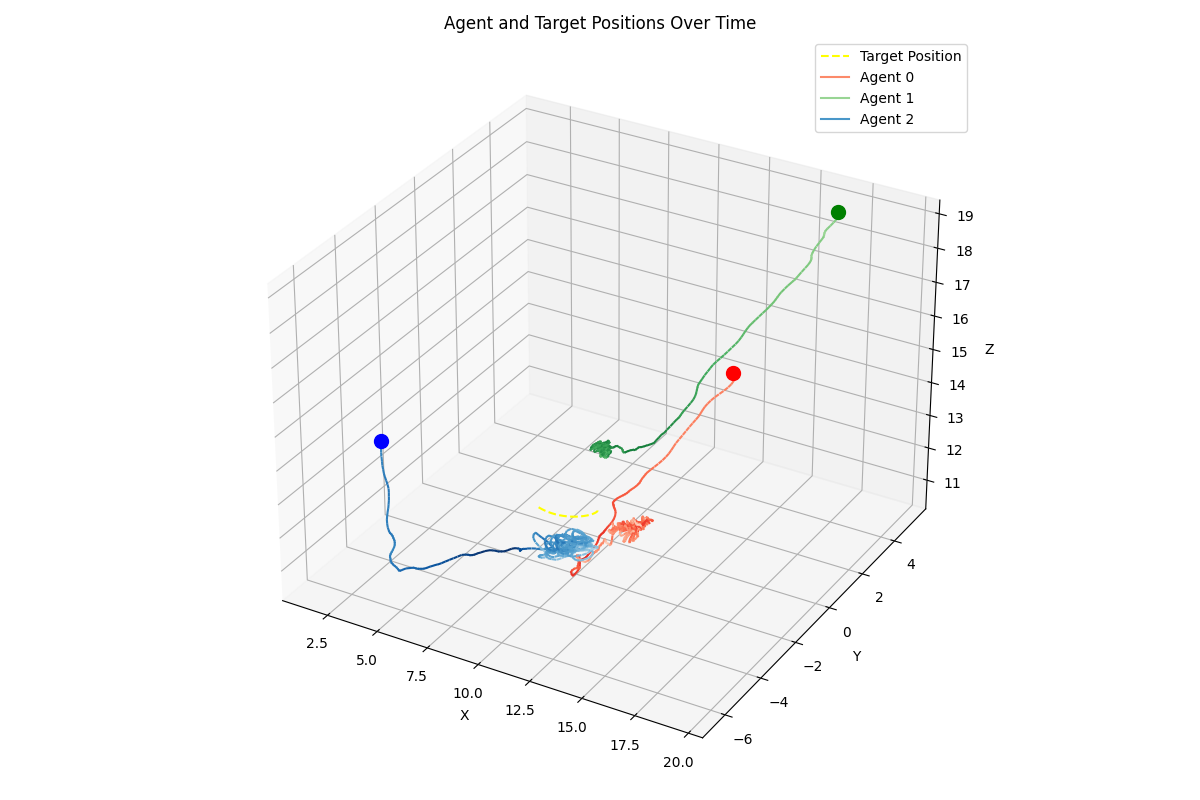 Agent and Target Positions Over Time
Target Position
Agent 0
Agent 1
Agent 2
19
18
17
16
15
14
13
12
11
Z
4
2
0
−2
−4
−6
Y
2.5
5.0
7.5
10.0
12.5
15.0
17.5
20.0
X